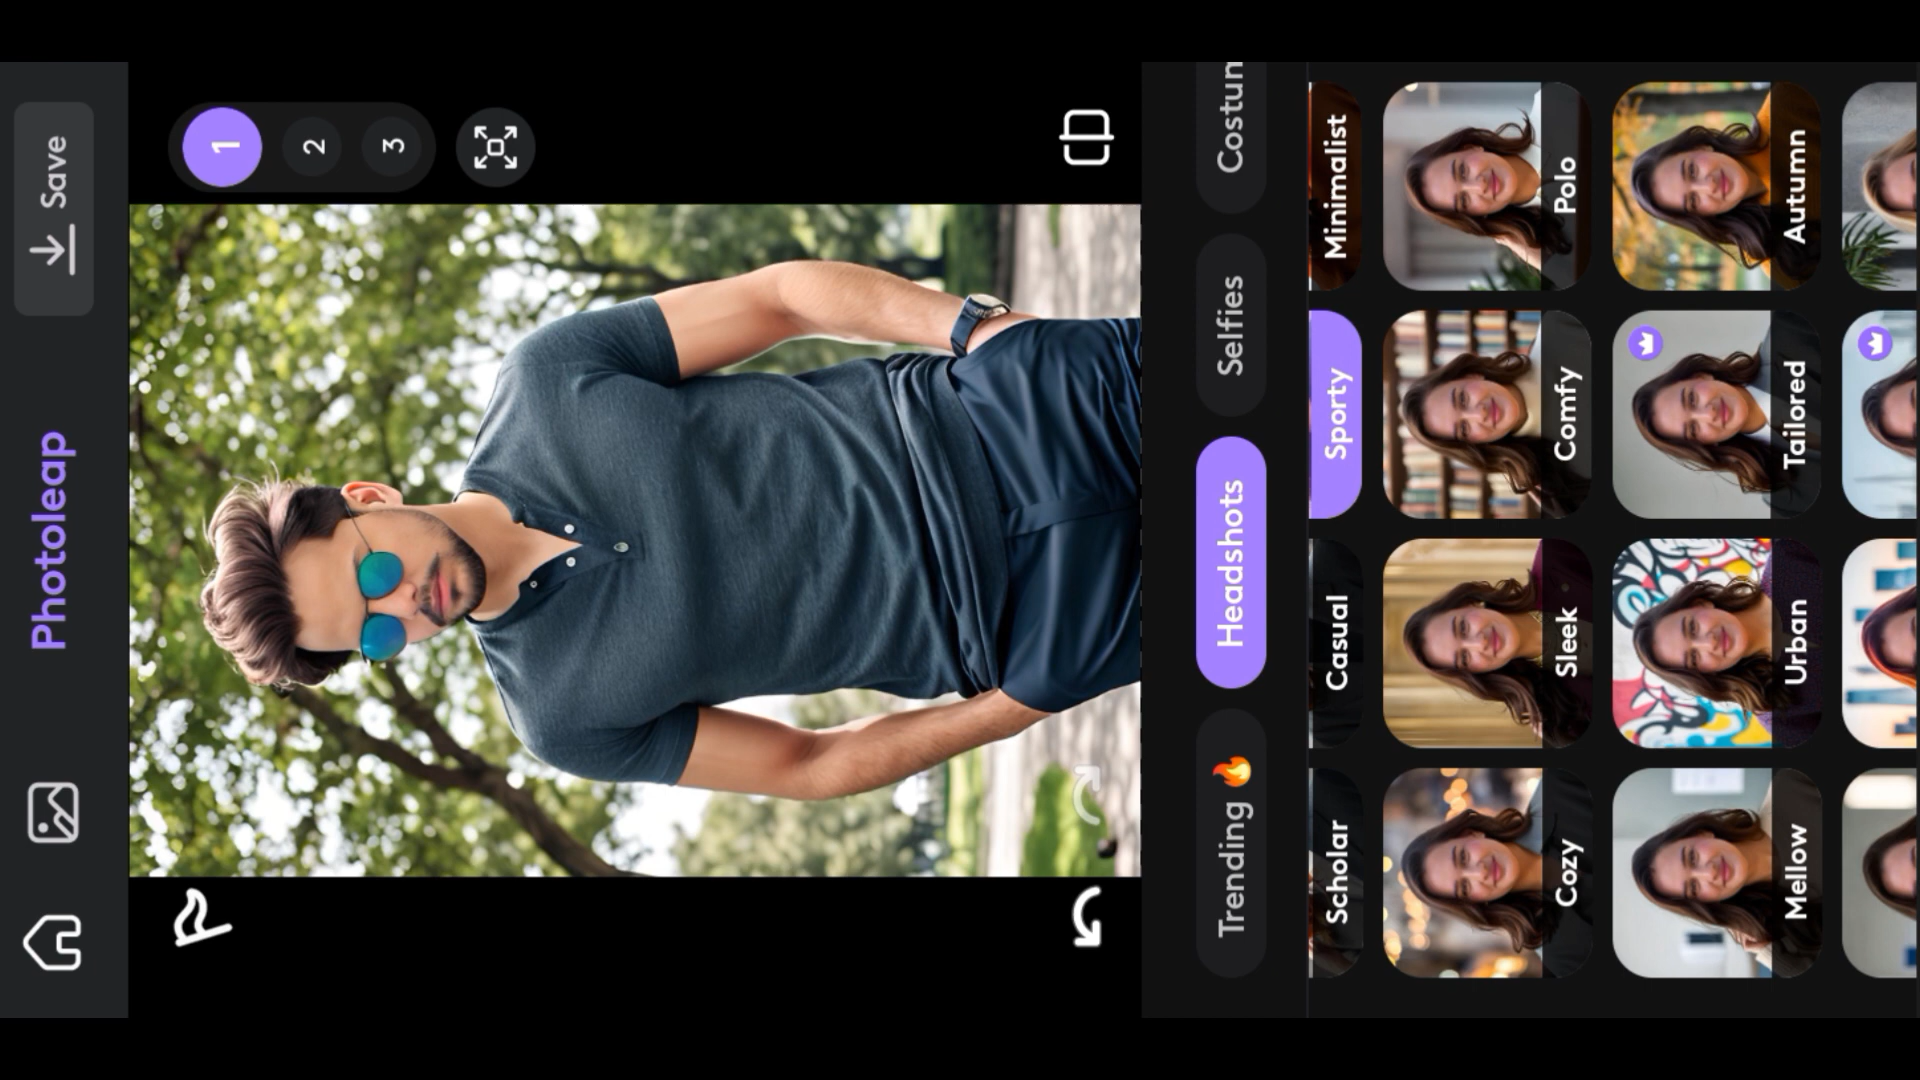 Photoleap Save
1
2
3
Trending 🔥 Headshots Selfies Costum
Scholar Casual Sporty Minimalist
Cozy Sleek Comfy Polo
Mellow Urban Tailored Autumn